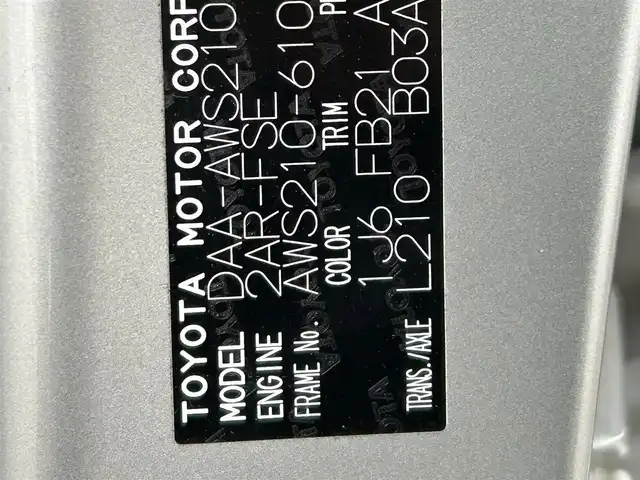 TOYOTA MOTOR CORP
MODEL DAA-AWS210
ENGINE 2AR-FSE
FRAME No. AWS210-610
COLOR TRIM
1J6 FB21 A
TRANS./AXLE L210 B03A